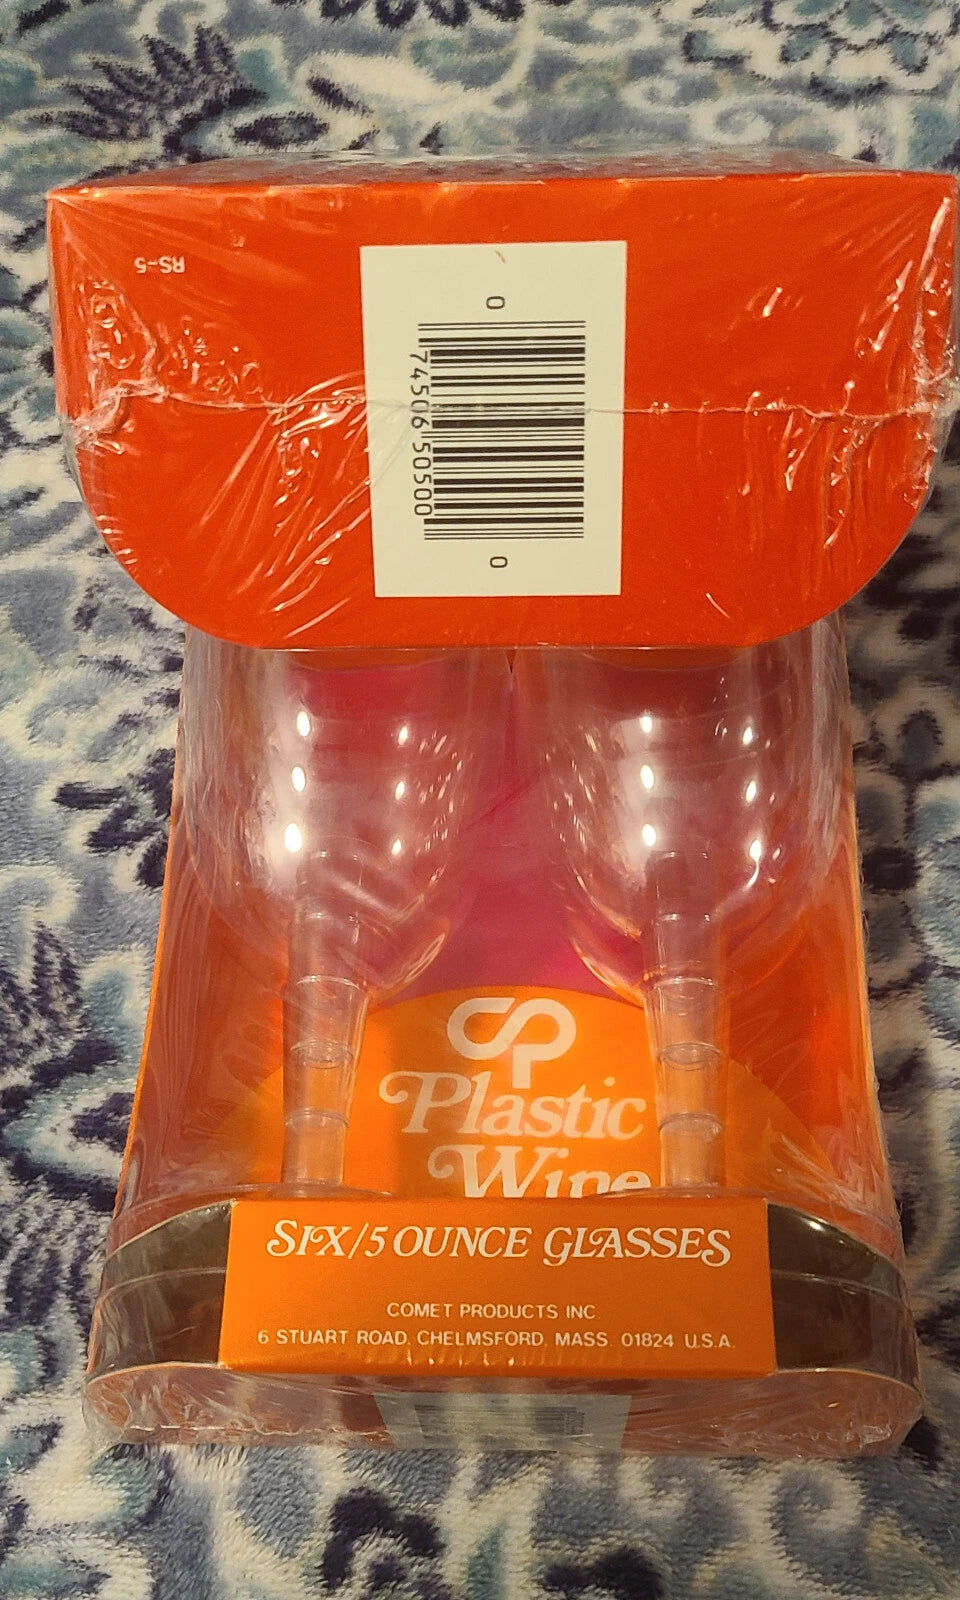 RS-5
0
74506 50500
0
CP
Plastic
Wine
SIX/5 OUNCE GLASSES
COMET PRODUCTS INC.
6 STUART ROAD, CHELMSFORD, MASS. 01824 U.S.A.